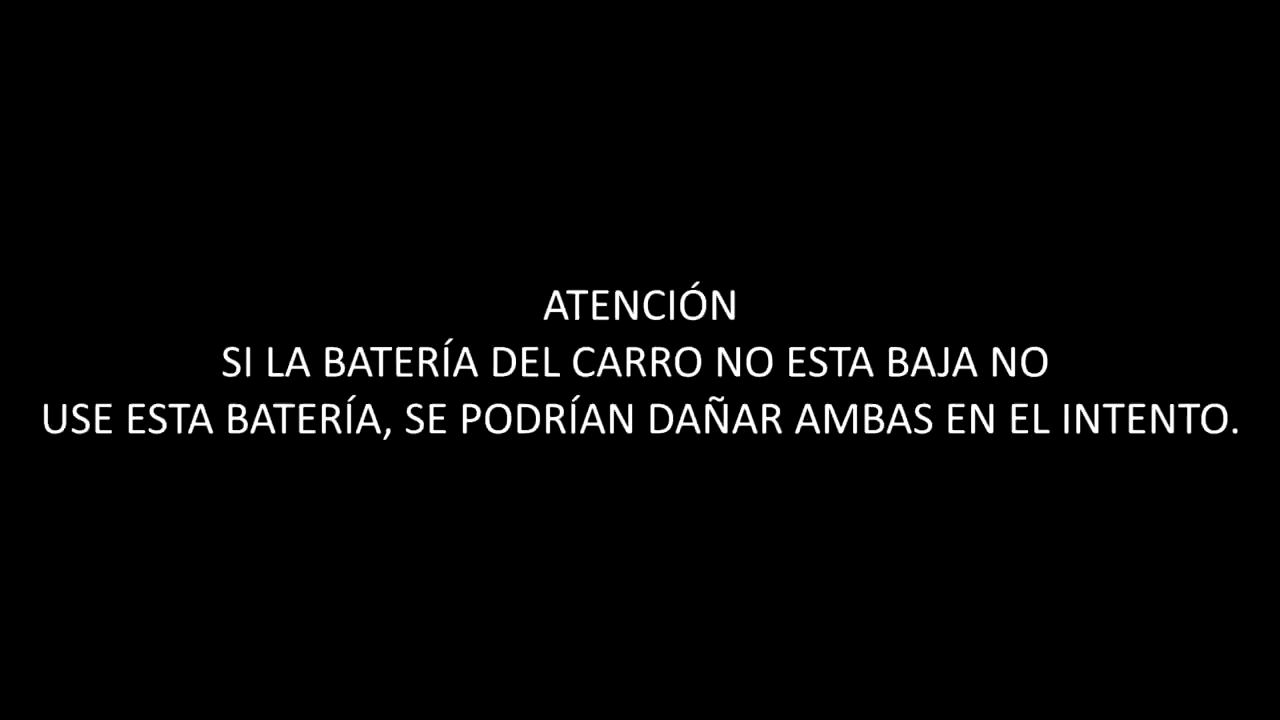 ATENCIÓN
SI LA BATERÍA DEL CARRO NO ESTA BAJA NO
USE ESTA BATERÍA, SE PODRÍAN DAÑAR AMBAS EN EL INTENTO.